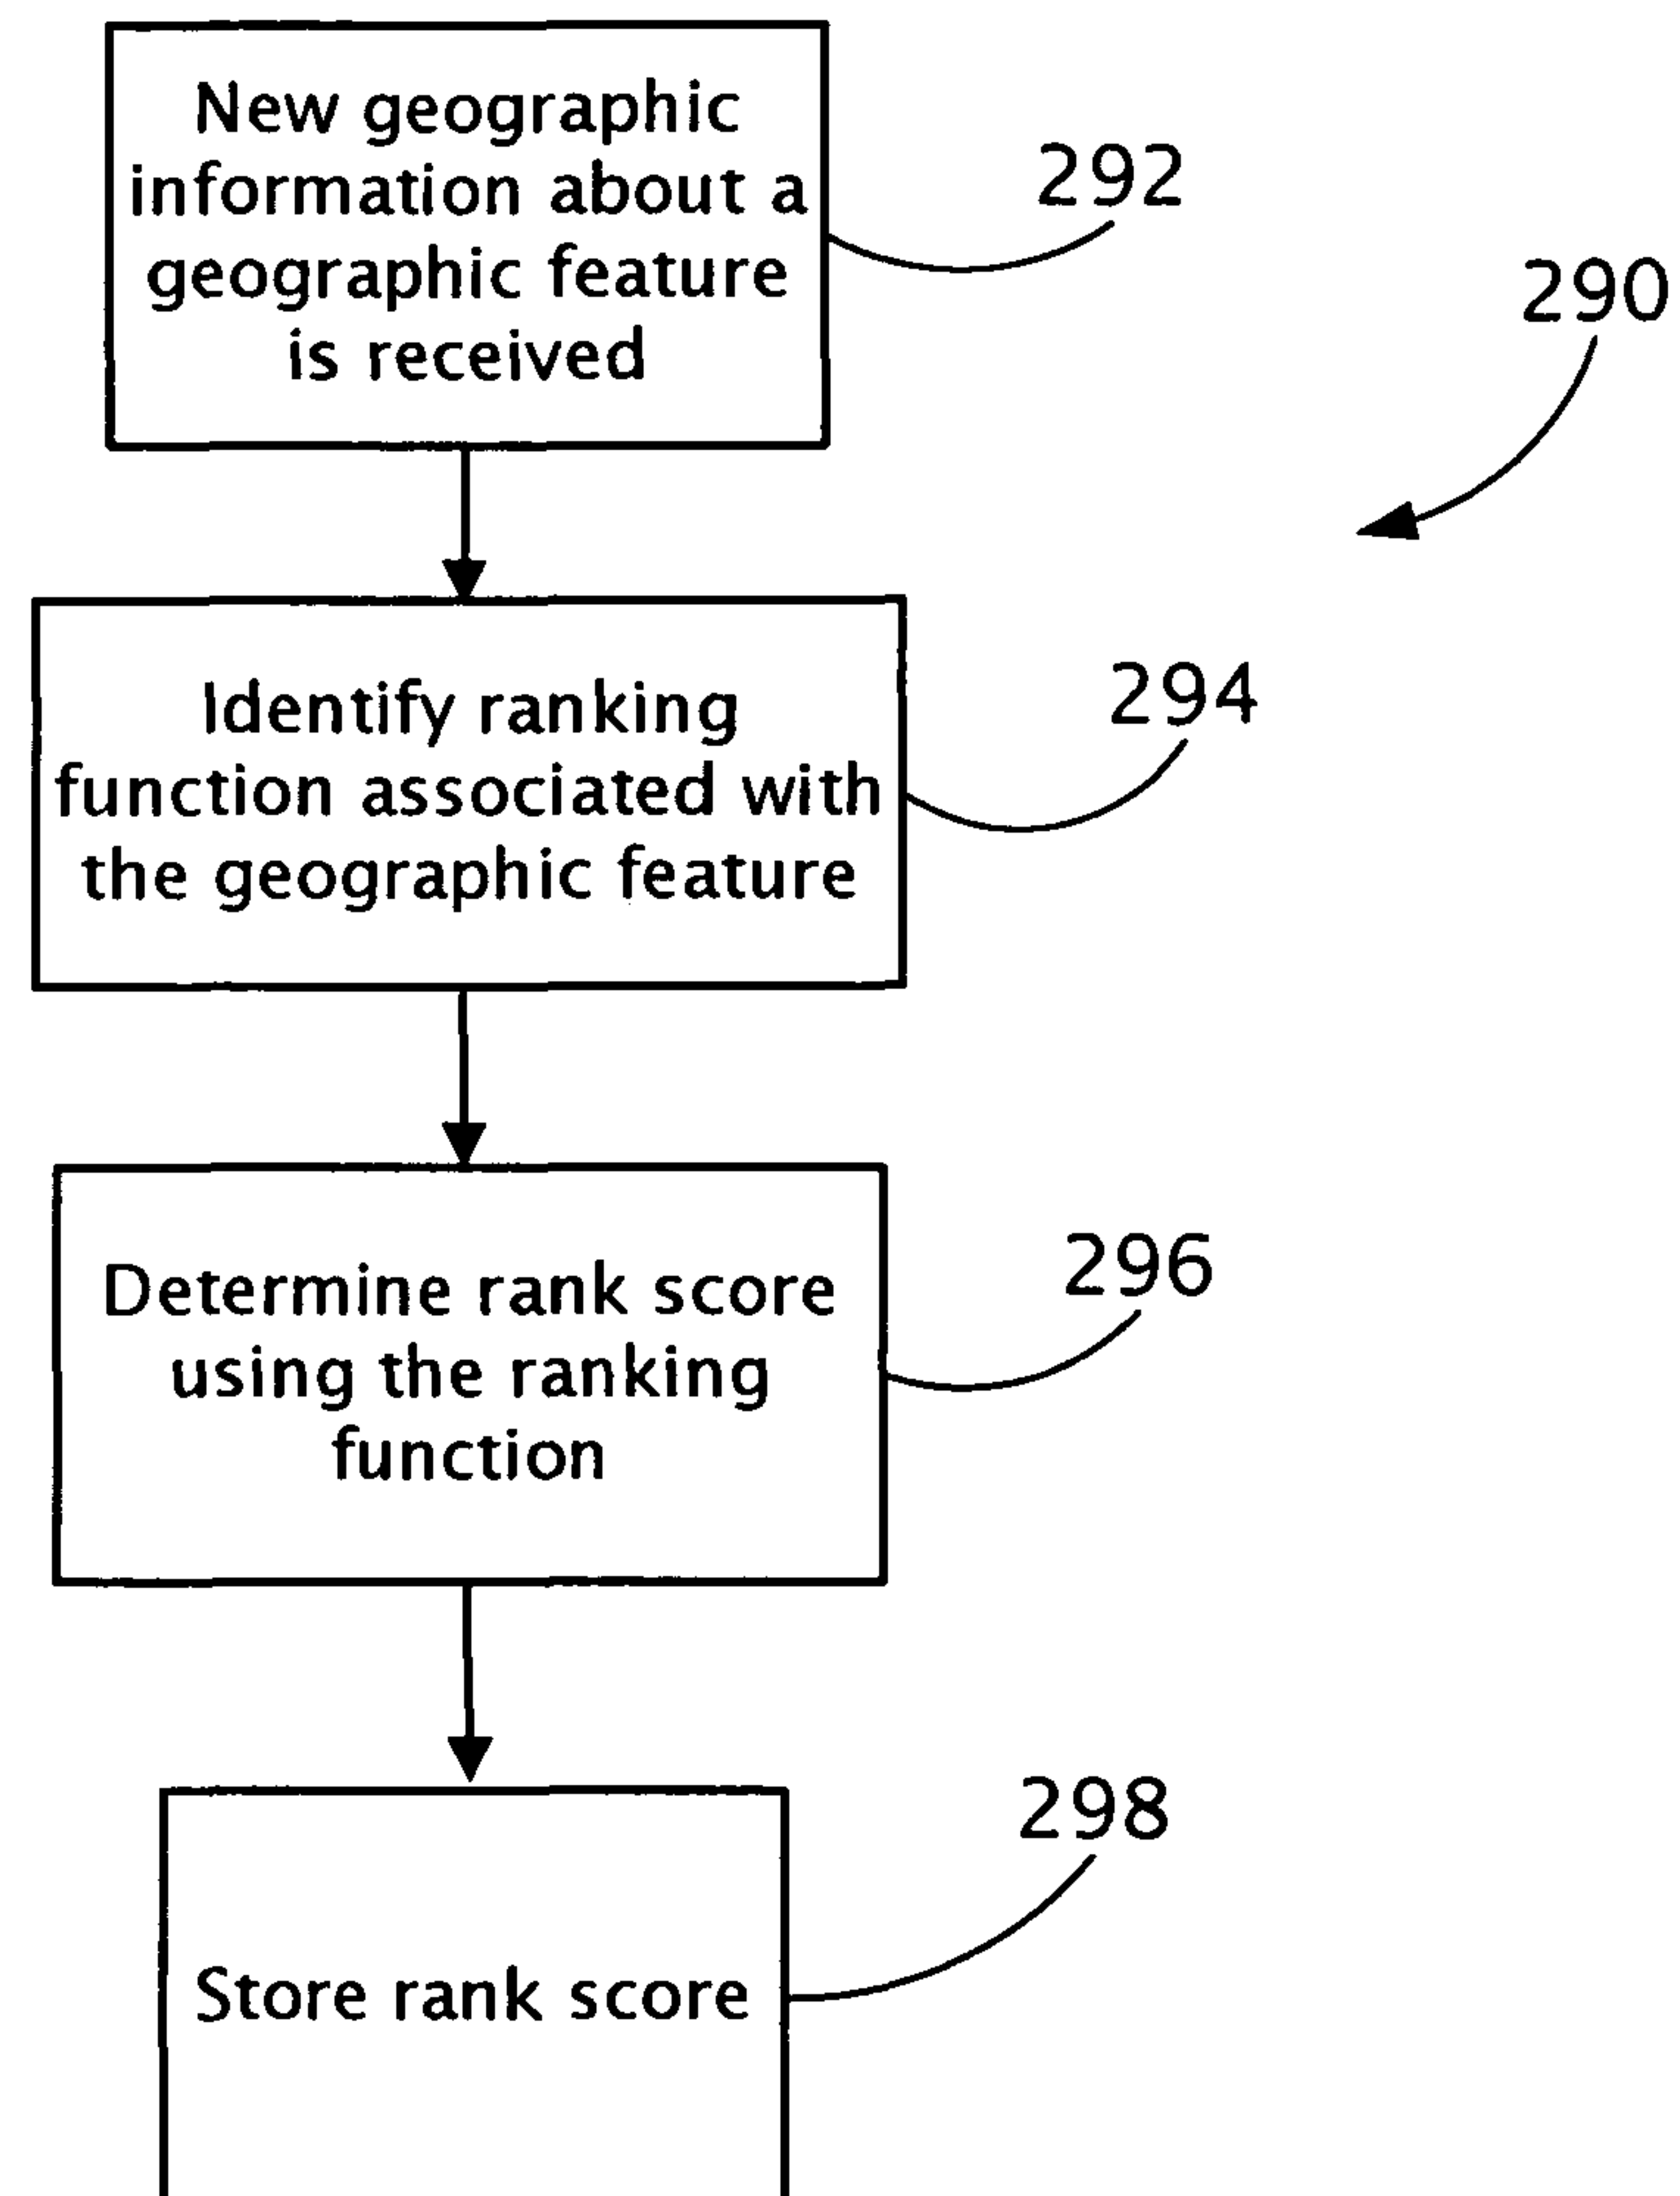 New geographic
information about a
geographic feature
is received
292
290
Identify ranking
function associated with
the geographic feature
294
Determine rank score
using the ranking
function
296
Store rank score
298